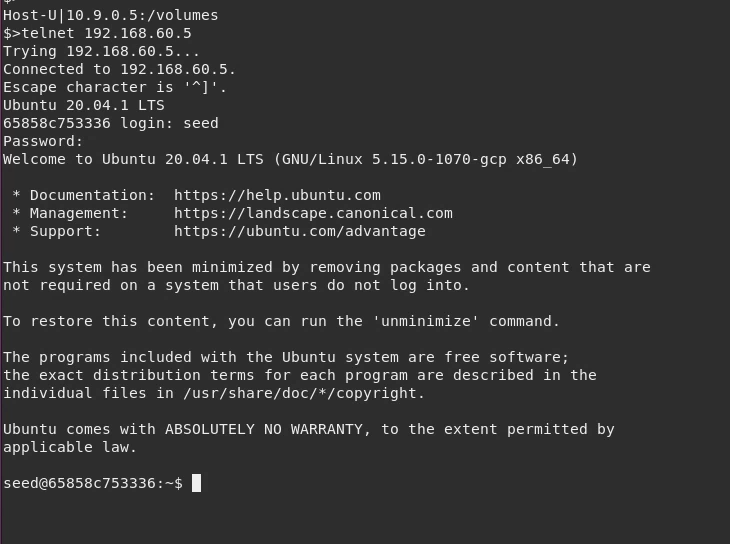 Host-U|10.9.0.5:/volumes
$>telnet 192.168.60.5
Trying 192.168.60.5...
Connected to 192.168.60.5.
Escape character is '^]'.
Ubuntu 20.04.1 LTS
65858c753336 login: seed
Password:
Welcome to Ubuntu 20.04.1 LTS (GNU/Linux 5.15.0-1070-gcp x86_64)
 * Documentation:  https://help.ubuntu.com
 * Management:     https://landscape.canonical.com
 * Support:        https://ubuntu.com/advantage
This system has been minimized by removing packages and content that are
not required on a system that users do not log into.
To restore this content, you can run the 'unminimize' command.
The programs included with the Ubuntu system are free software;
the exact distribution terms for each program are described in the
individual files in /usr/share/doc/*/copyright.
Ubuntu comes with ABSOLUTELY NO WARRANTY, to the extent permitted by
applicable law.
seed@65858c753336:~$